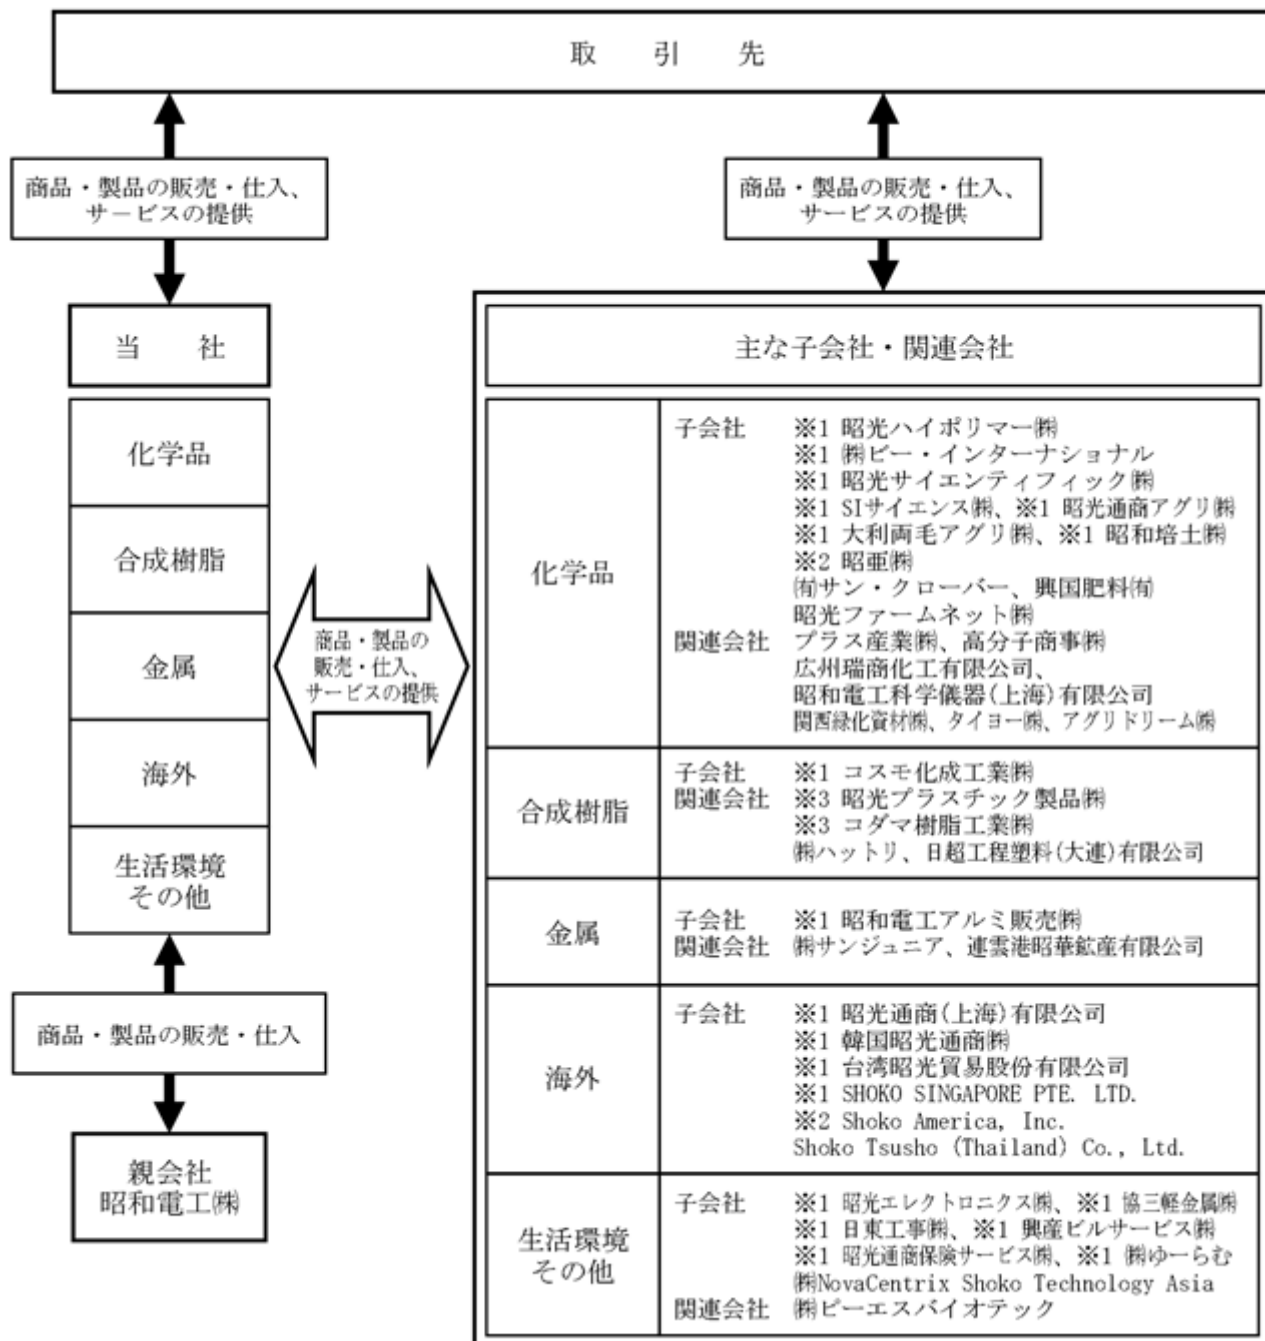 取 引 先
商品・製品の販売・仕入、
サービスの提供
商品・製品の販売・仕入、
サービスの提供
当 社
化学品
合成樹脂
金属
海外
生活環境
その他
商品・製品の
販売・仕入、
サービスの提供
商品・製品の販売・仕入
親会社
昭和電工㈱
主な子会社・関連会社
化学品
子会社 ※1 昭光ハイポリマー㈱
※1 ㈱ビー・インターナショナル
※1 昭光サイエンティフィック㈱
※1 SIサイエンス㈱、※1 昭光通商アグリ㈱
※1 大利両毛アグリ㈱、※1 昭和培土㈱
※2 昭亜㈱
㈲サン・クローバー、興国肥料㈲
昭光ファームネット㈱
関連会社 プラス産業㈱、高分子商事㈱
広州瑞商化工有限公司、
昭和電工科学儀器(上海)有限公司
関西緑化資材㈱、タイヨー㈱、アグリドリーム㈱
合成樹脂
子会社 ※1 コスモ化成工業㈱
関連会社 ※3 昭光プラスチック製品㈱
※3 コダマ樹脂工業㈱
㈱ハットリ、日超工程塑料(大連)有限公司
金属
子会社 ※1 昭和電工アルミ販売㈱
関連会社 ㈱サンジュニア、連雲港昭華鉱産有限公司
海外
子会社 ※1 昭光通商(上海)有限公司
※1 韓国昭光通商㈱
※1 台湾昭光貿易股份有限公司
※1 SHOKO SINGAPORE PTE. LTD.
※2 Shoko America, Inc.
Shoko Tsusho (Thailand) Co., Ltd.
生活環境
その他
子会社 ※1 昭光エレクトロニクス㈱、※1 協三軽金属㈱
※1 日東工事㈱、※1 興産ビルサービス㈱
※1 昭光通商保険サービス㈱、※1 ㈱ゆーらむ
㈱NovaCentrix Shoko Technology Asia
関連会社 ㈱ピーエスバイオテック